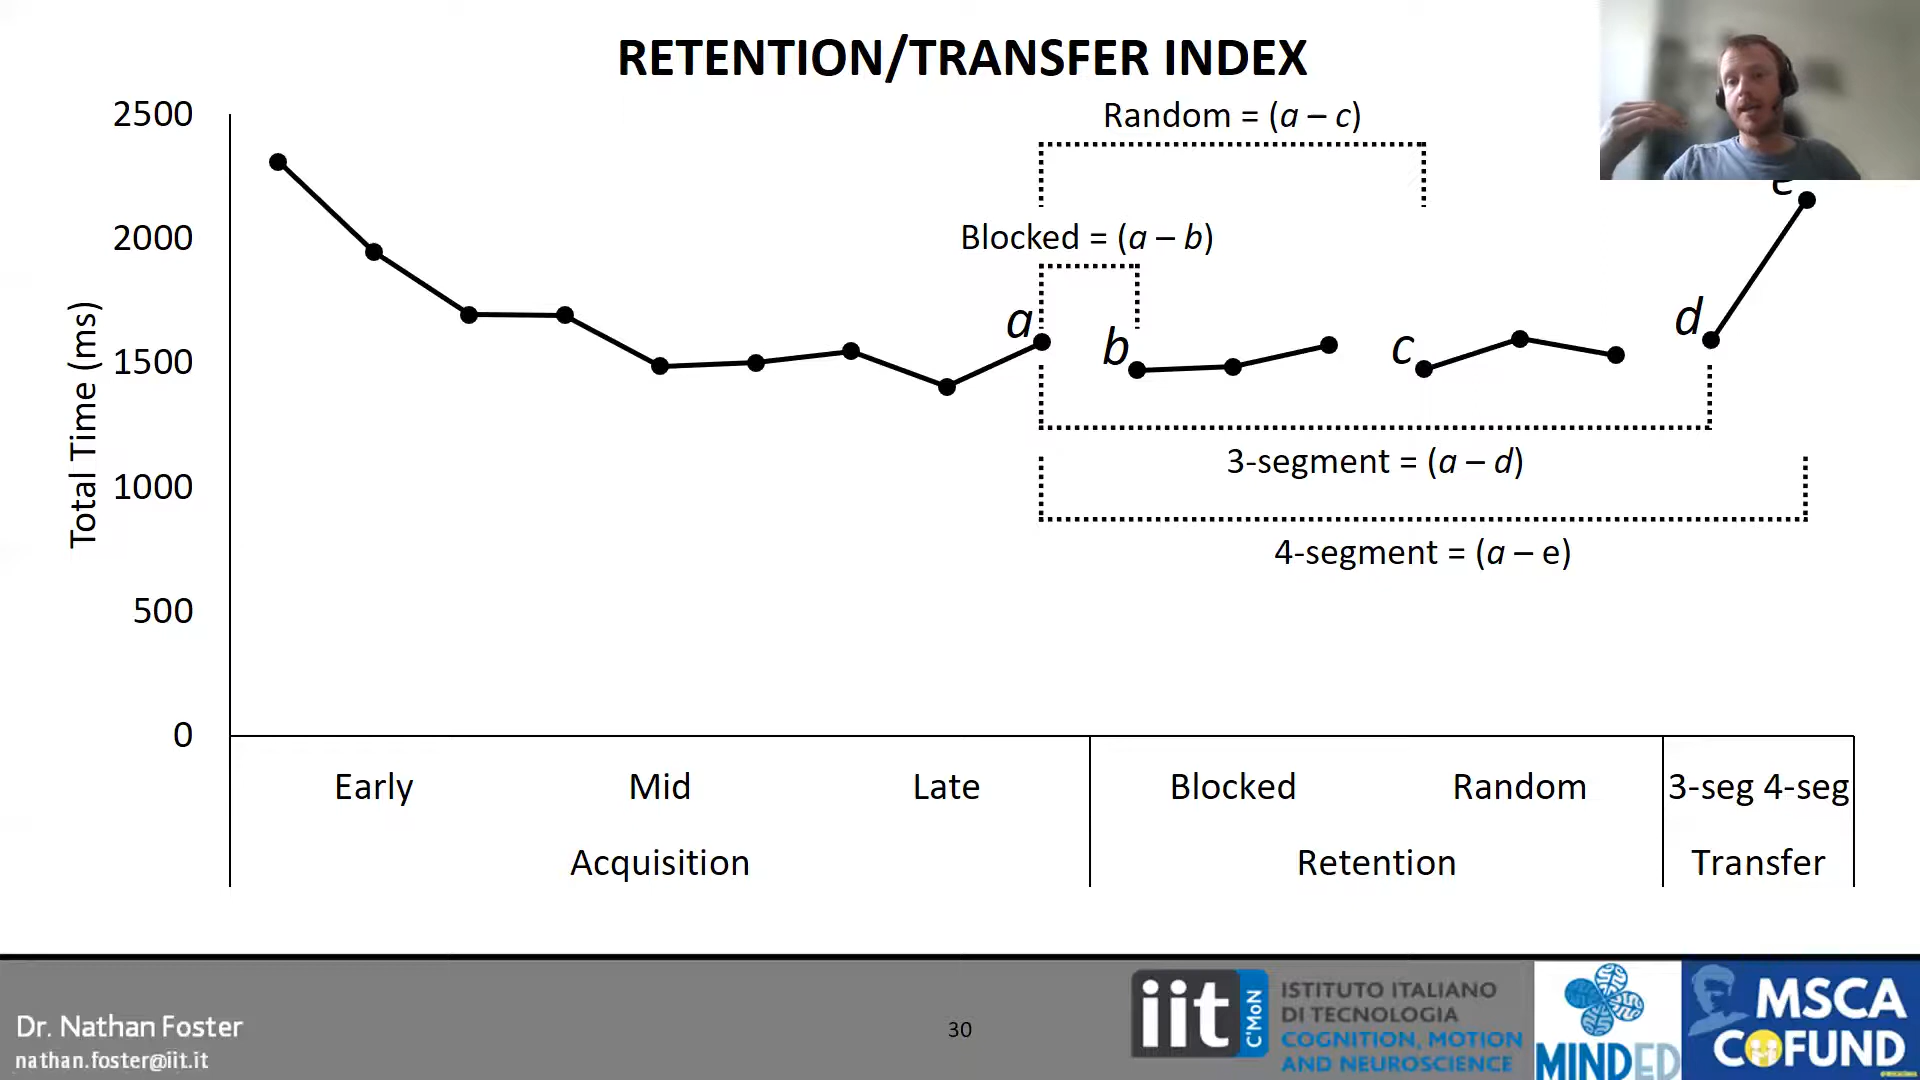 RETENTION/TRANSFER INDEX
Random = (a – c)
Blocked = (a – b)
2500
2000
1500
1000
500
0
Total Time (ms)
a
b
c
d
e
3-segment = (a – d)
4-segment = (a – e)
Early
Mid
Late
Blocked
Random
3-seg 4-seg
Acquisition
Retention
Transfer
Dr. Nathan Foster
nathan.foster@iit.it
30
iit
C'MoN
ISTITUTO ITALIANO
DI TECNOLOGIA
COGNITION, MOTION
AND NEUROSCIENCE
MINDED
MSCA
COFUND